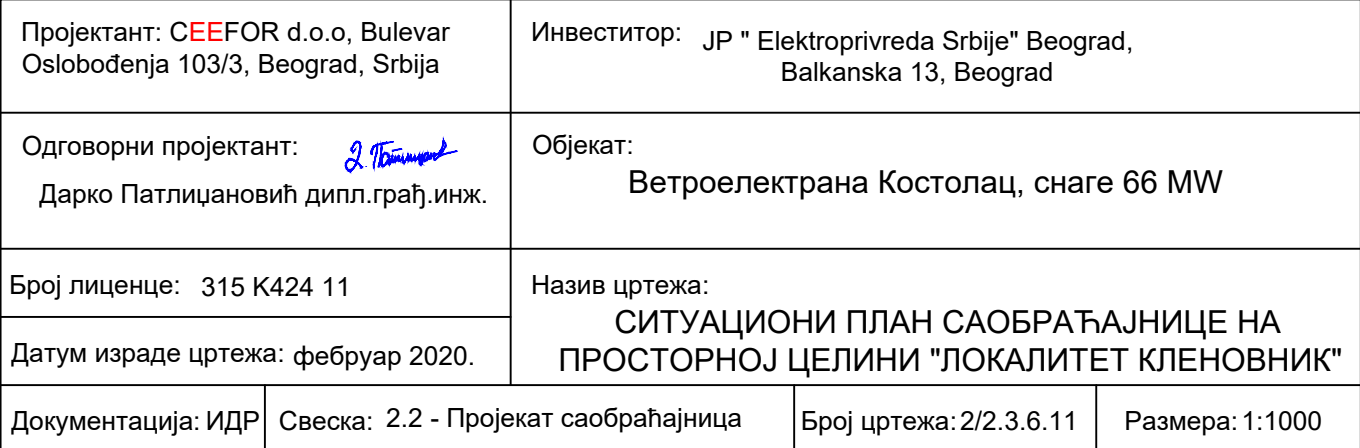 Пројектант: CEEFOR d.o.o, Bulevar
Oslobođenja 103/3, Beograd, Srbija
Инвеститор: JP " Elektroprivreda Srbije" Beograd,
Balkanska 13, Beograd
Одговорни пројектант:
Дарко Патлиџановић дипл.грађ.инж.
Објекат:
Ветроелектрана Костолац, снаге 66 MW
Број лиценце: 315 К424 11
Датум израде цртежа: фебруар 2020.
Назив цртежа:
СИТУАЦИОНИ ПЛАН САОБРАЋАЈНИЦЕ НА
ПРОСТОРНОЈ ЦЕЛИНИ "ЛОКАЛИТЕТ КЛЕНОВНИК"
Документација: ИДР
Свеска: 2.2 - Пројекат саобраћајница
Број цртежа: 2/2.3.6.11
Размера: 1:1000